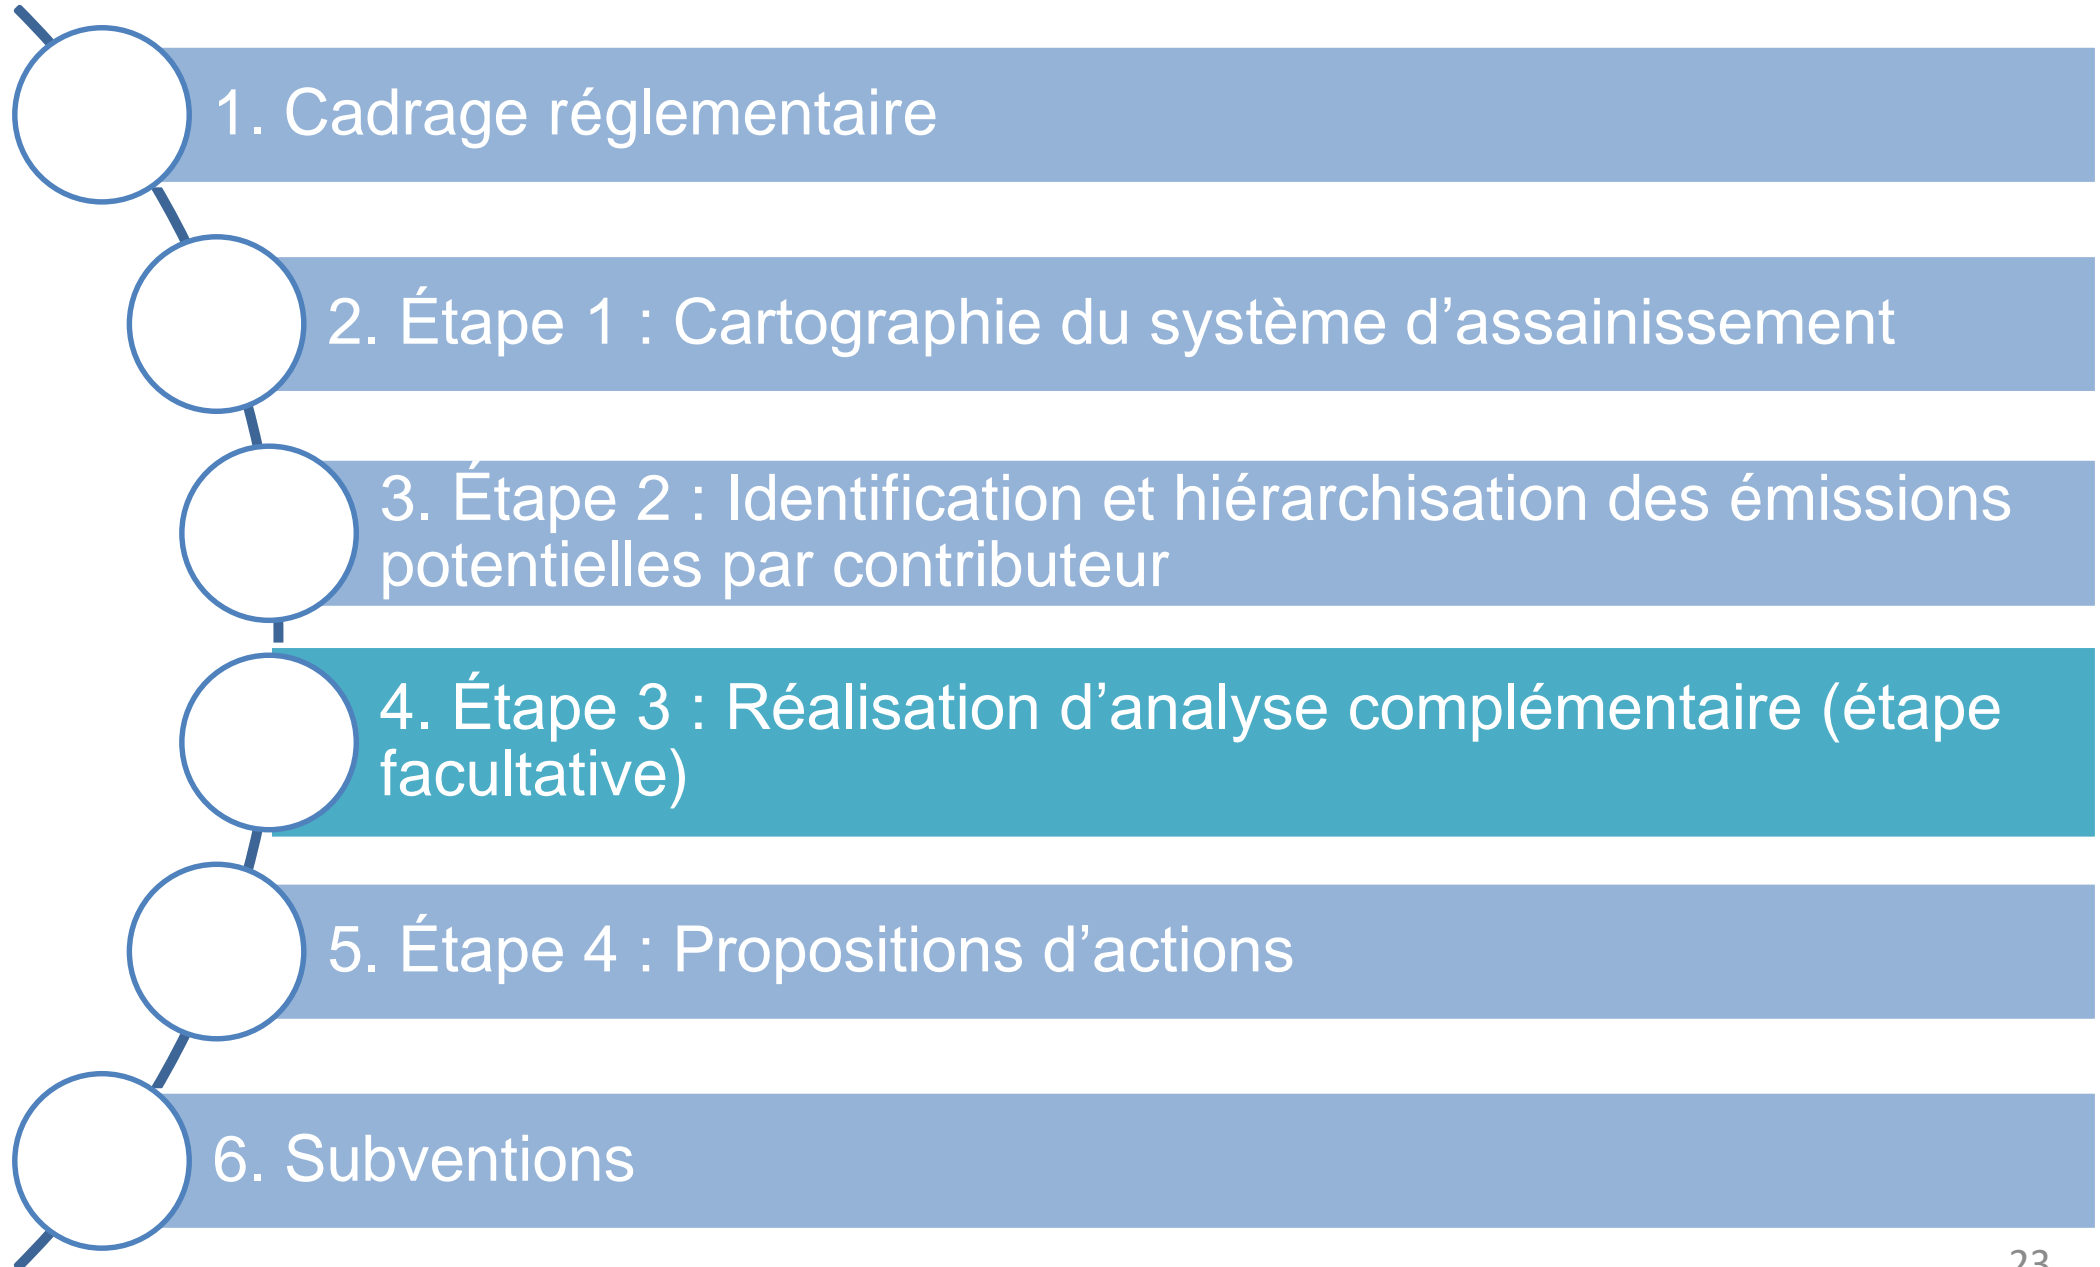 1. Cadrage réglementaire
2. Étape 1 : Cartographie du système d’assainissement
3. Étape 2 : Identification et hiérarchisation des émissions
potentielles par contributeur
4. Étape 3 : Réalisation d’analyse complémentaire (étape
facultative)
5. Étape 4 : Propositions d’actions
6. Subventions
23